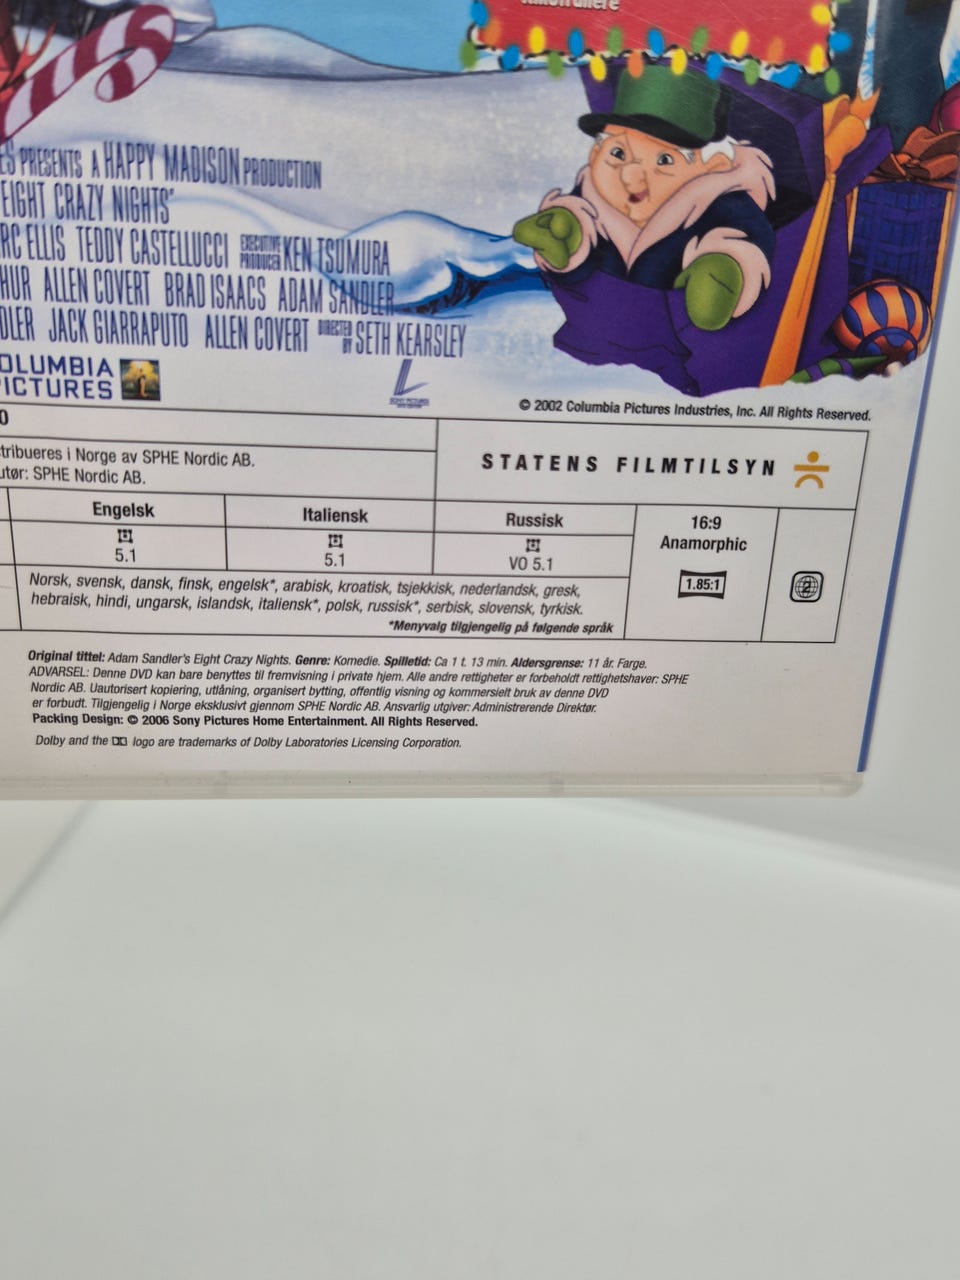 PRESENTS A HAPPY MADISON PRODUCTION
EIGHT CRAZY NIGHTS"
ELLIS TEDDY CASTELLUCCI EXECUTIVE PRODUCER KEN TSUMURA
ALLEN COVERT BRAD ISAACS ADAM SANDLER
JACK GIARRAPUTO ALLEN COVERT DIRECTED BY SETH KEARSLEY
OLUMBIA
PICTURES
© 2002 Columbia Pictures Industries, Inc. All Rights Reserved.
0
tribueres i Norge av SPHE Nordic AB.
utør: SPHE Nordic AB.
STATENS FILMTILSYN
Engelsk
5.1
Italiensk
5.1
Russisk
VO 5.1
16:9
Anamorphic
1.85:1
2
Norsk, svensk, dansk, finsk, engelsk*, arabisk, kroatisk, tsjekkisk, nederlandsk, gresk,
hebraisk, hindi, ungarsk, islandsk, italiensk*, polsk, russisk*, serbisk, slovensk, tyrkisk.
*Menyvalg tilgjengelig på følgende språk
Original tittel: Adam Sandler's Eight Crazy Nights. Genre: Komedie. Spilletid: Ca 1 t. 13 min. Aldersgrense: 11 år. Farge.
ADVARSEL: Denne DVD kan bare benyttes til fremvisning i private hjem. Alle andre rettigheter er forbeholdt rettighetshaver: SPHE
Nordic AB. Uautorisert kopiering, utlåning, organisert bytting, offentlig visning og kommersielt bruk av denne DVD
er forbudt. Tilgjengelig i Norge eksklusivt gjennom SPHE Nordic AB. Ansvarlig utgiver: Administrerende Direktør.
Packing Design: © 2006 Sony Pictures Home Entertainment. All Rights Reserved.
Dolby and the logo are trademarks of Dolby Laboratories Licensing Corporation.